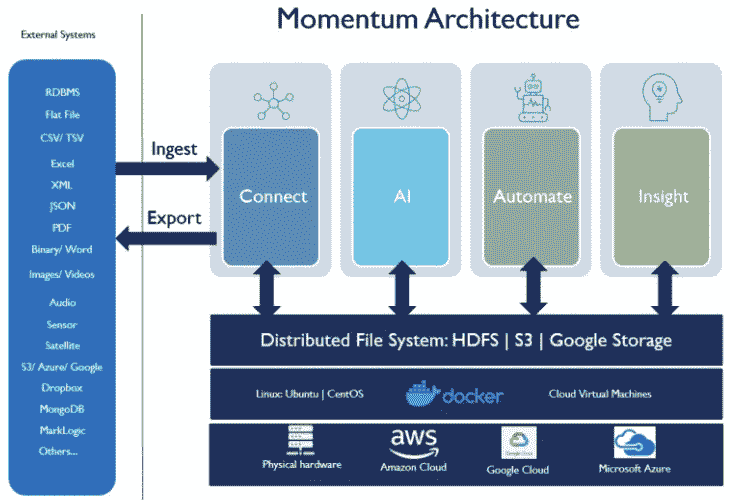 Momentum Architecture
External Systems
RDBMS
Flat File
CSV/ TSV
Excel
XML
JSON
PDF
Binary/ Word
Images/ Videos
Audio
Sensor
Satellite
S3/ Azure/ Google
Dropbox
MongoDB
MarkLogic
Others...
Ingest
Export
Connect
AI
Automate
Insight
Distributed File System: HDFS | S3 | Google Storage
Linux: Ubuntu | CentOS
docker
Cloud Virtual Machines
Physical hardware
aws
Amazon Cloud
Google Cloud
Google Cloud
Microsoft Azure